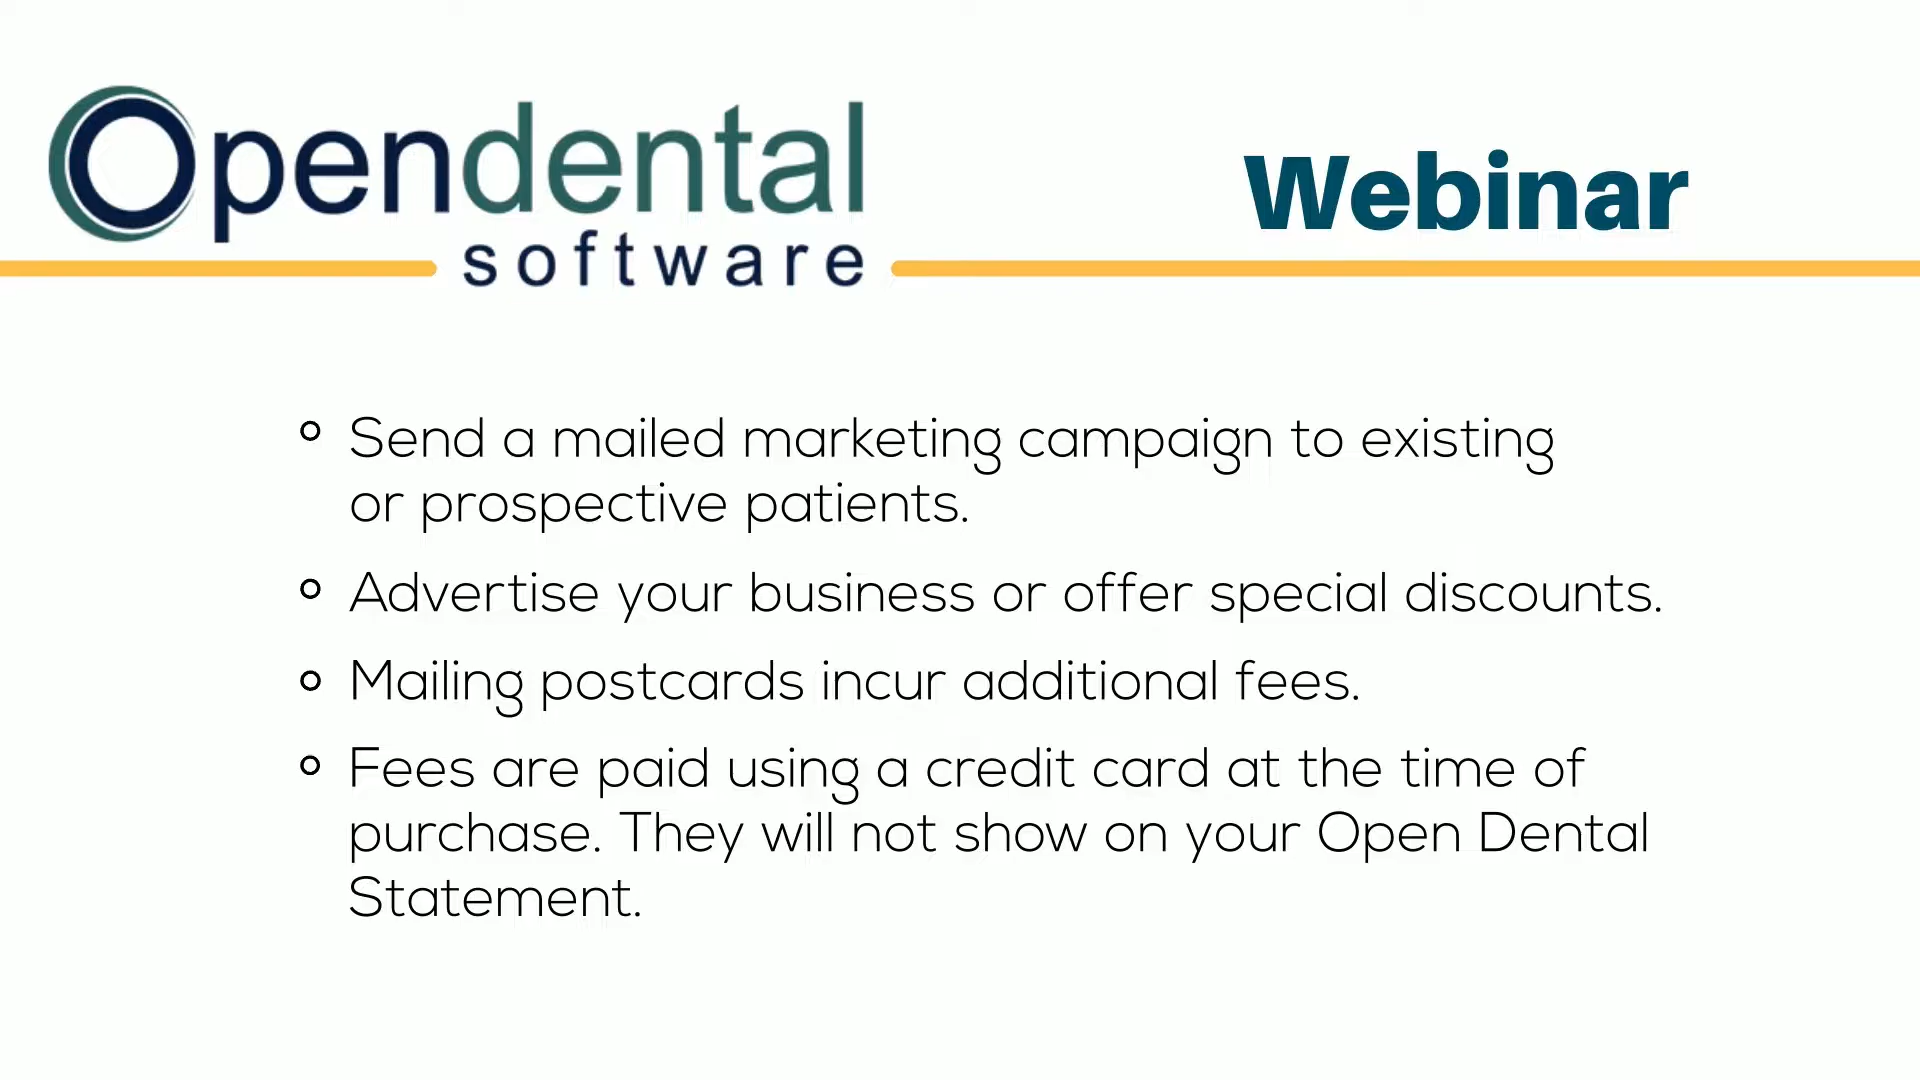 Opendental
software
Webinar
Send a mailed marketing campaign to existing
or prospective patients.
Advertise your business or offer special discounts.
Mailing postcards incur additional fees.
Fees are paid using a credit card at the time of
purchase. They will not show on your Open Dental
Statement.